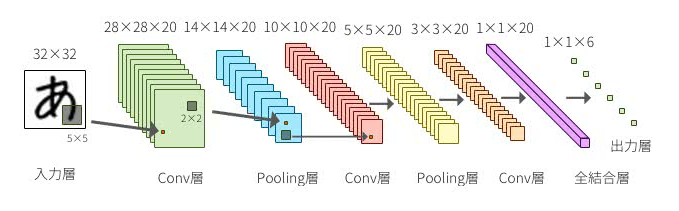 28×28×20
14×14×20
10×10×20
5×5×20
3×3×20
1×1×20
1×1×6
32×32
あ
2×2
5×5
出力層
入力層
Conv層
Pooling層
Conv層
Pooling層
Conv層
全結合層